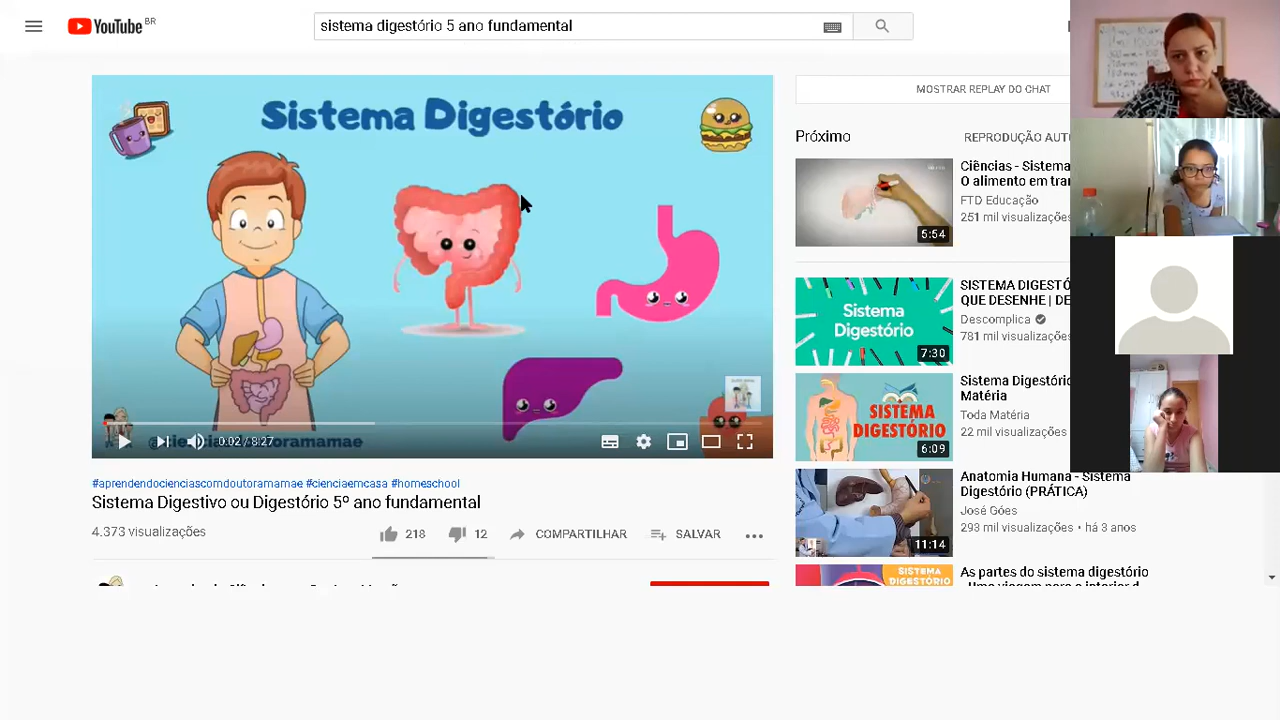 YouTube BR
sistema digestório 5 ano fundamental
Sistema Digestório
0:02 / 8:27
#aprendendocienciascomdoutoramamae #cienciaemcasa #homeschool
Sistema Digestivo ou Digestório 5º ano fundamental
4.373 visualizações
218
12
COMPARTILHAR
SALVAR
MOSTRAR REPLAY DO CHAT
Próximo
Ciências - Sistema
O alimento em
FTD Educação
251 mil visualizações
5:54
QUE DESENHE |
Descomplica
781 mil
Sistema
Digestório
7:30
Sistema Digestório
Matéria
Toda Matéria
22 mil
SISTEMA
DIGESTÓRIO
6:09
Anatomia Humana - Sistema
Digestório (PRÁTICA)
José Góes
293 mil visualizações • há 3 anos
11:14
As partes do sistema digestório
SISTEMA
DIGESTÓRIO